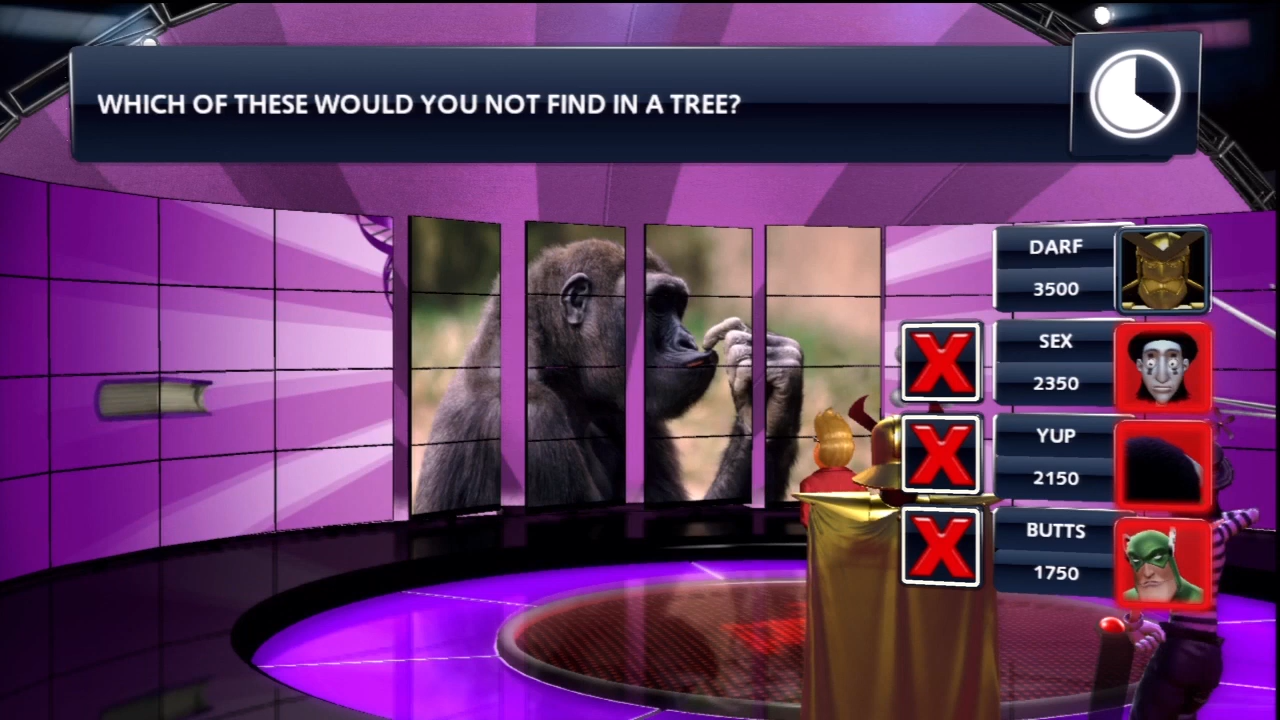 WHICH OF THESE WOULD YOU NOT FIND IN A TREE?
DARF
3500
X
SEX
2350
X
YUP
2150
X
BUTTS
1750